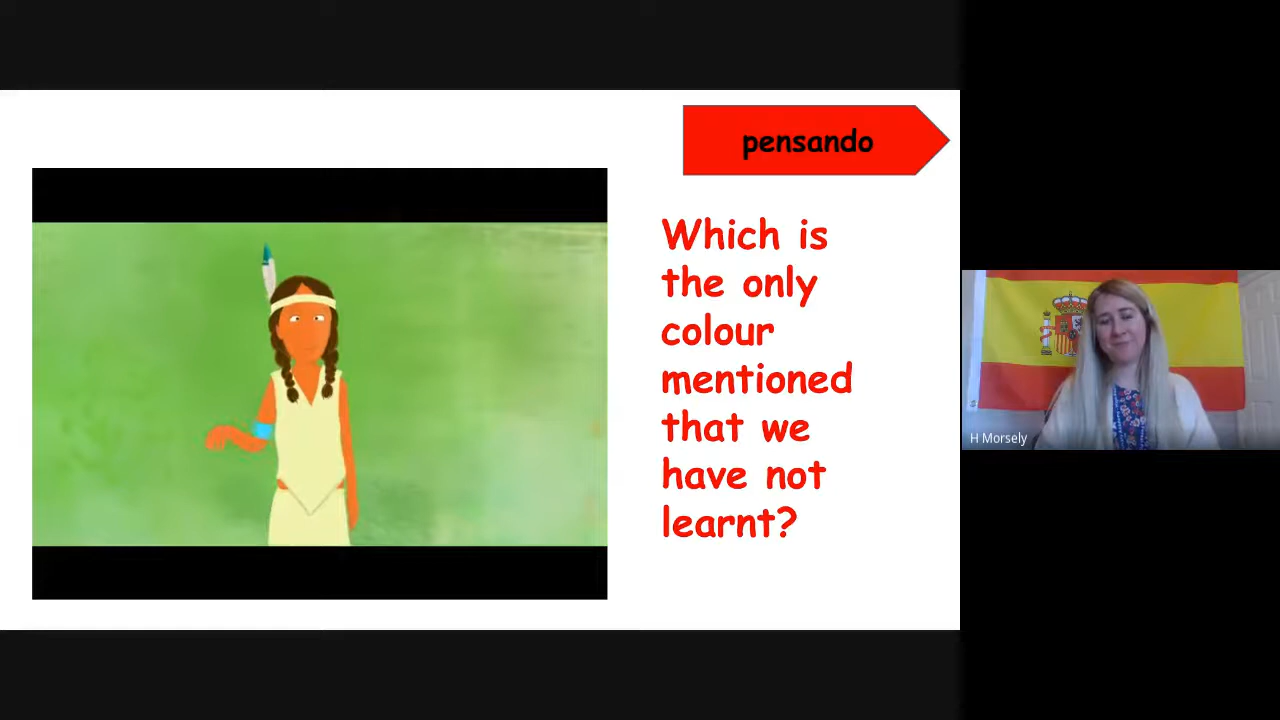 pensando
Which is
the only
colour
mentioned
that we
have not
learnt?
H Morsely